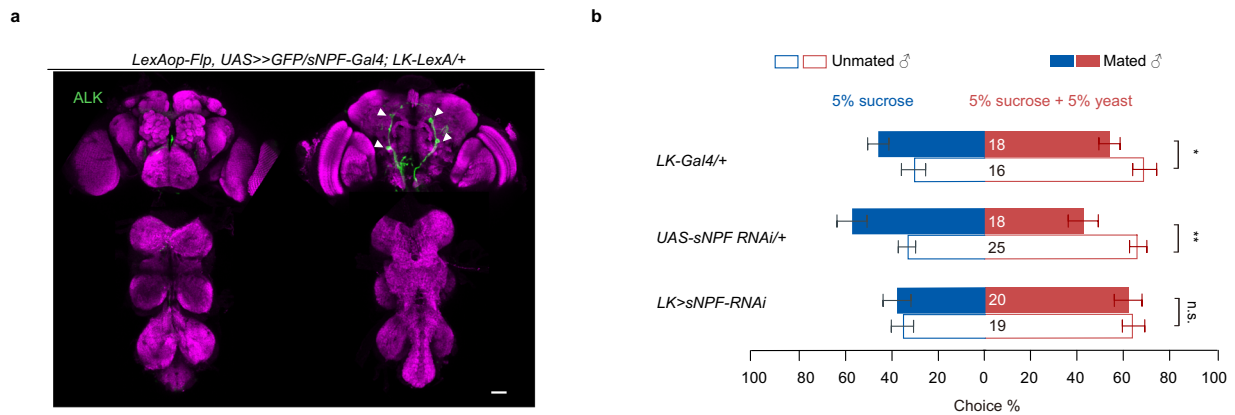 a
b
LexAop-Flp, UAS>>GFP/sNPF-Gal4; LK-LexA/+
ALK
Unmated ♂
Mated ♂
5% sucrose
5% sucrose + 5% yeast
LK-Gal4/+
18
16
*
UAS-sNPF RNAi/+
18
25
**
LK>sNPF-RNAi
20
19
n.s.
100 80 60 40 20 0 20 40 60 80 100
Choice %